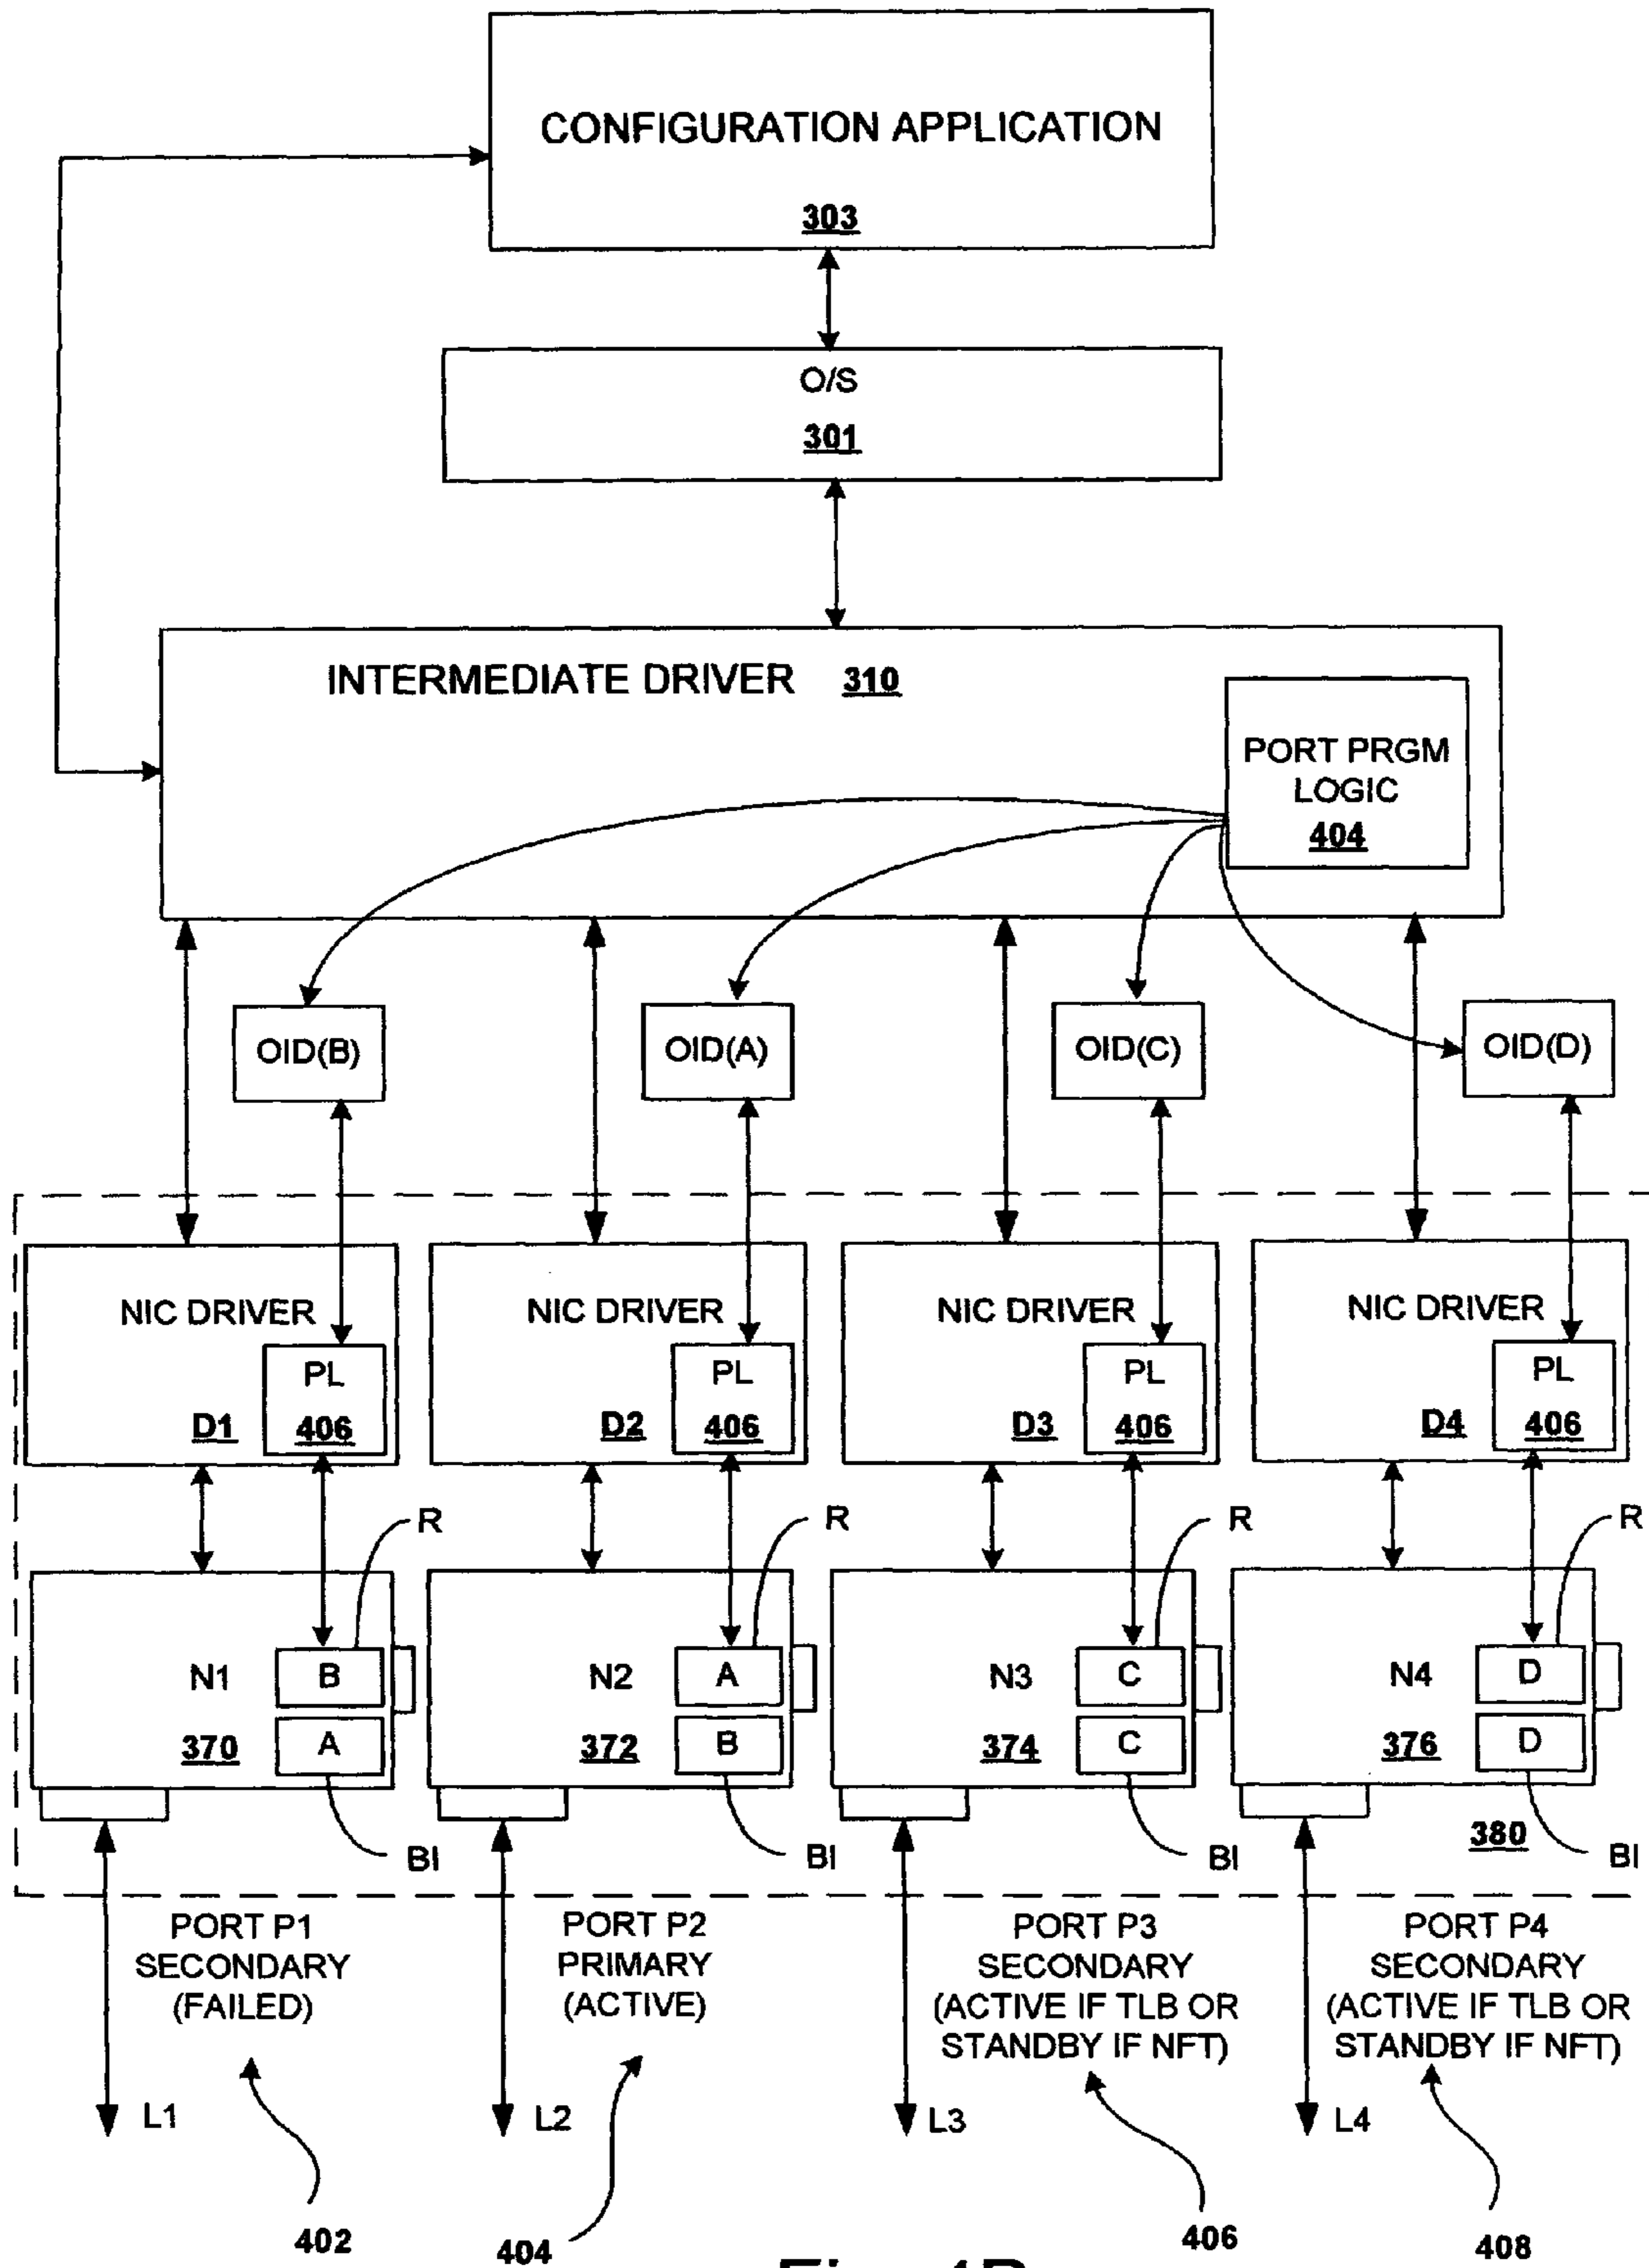 CONFIGURATION APPLICATION
303
O/S
301
INTERMEDIATE DRIVER 310
PORT PRGM
LOGIC
404
OID(B)
OID(A)
OID(C)
OID(D)
NIC DRIVER
PL
D1
406
NIC DRIVER
PL
D2
406
NIC DRIVER
PL
D3
406
NIC DRIVER
PL
D4
406
R
R
R
R
N1
B
370
A
N2
A
372
B
N3
C
374
C
N4
D
376
D
BI
BI
BI
380
BI
PORT P1
SECONDARY
(FAILED)
PORT P2
PRIMARY
(ACTIVE)
PORT P3
SECONDARY
(ACTIVE IF TLB OR
STANDBY IF NFT)
PORT P4
SECONDARY
(ACTIVE IF TLB OR
STANDBY IF NFT)
L1
L2
L3
L4
402
404
406
408